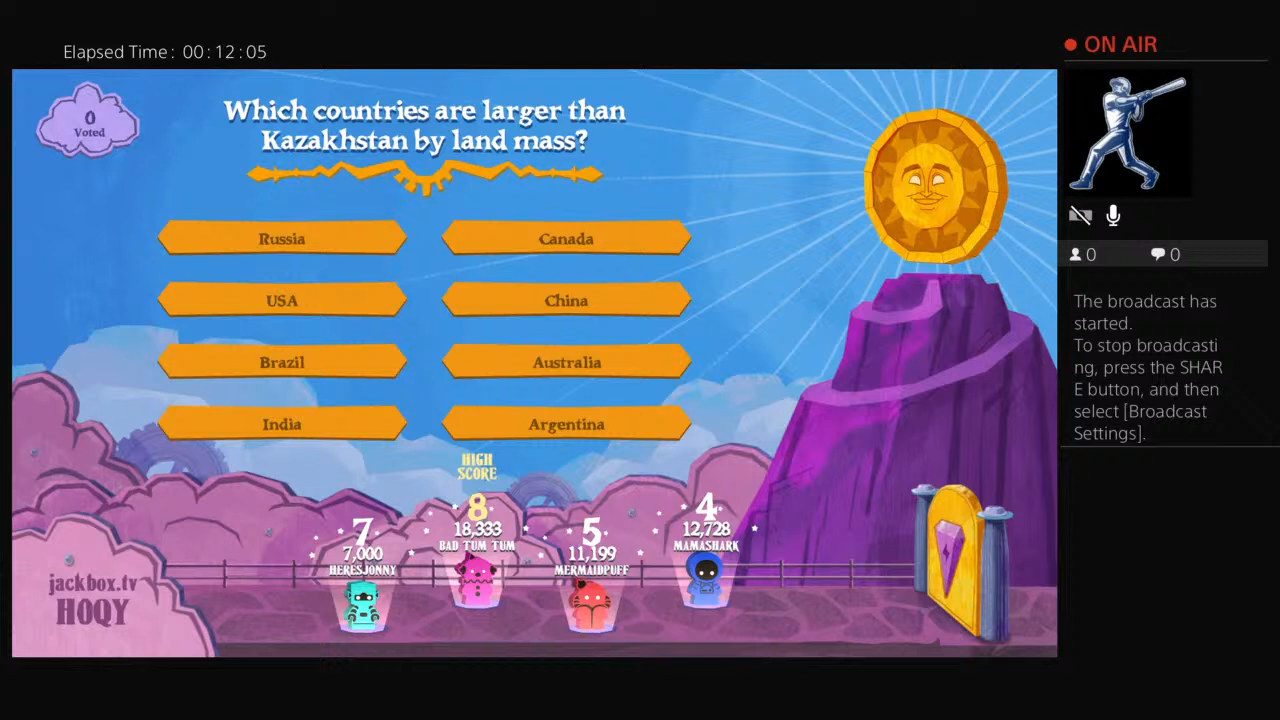 Elapsed Time: 00:12:05
ON AIR
0 Voted
Which countries are larger than
Kazakhstan by land mass?
Russia
Canada
USA
China
Brazil
Australia
India
Argentina
HIGH
SCORE
7
7,000
HERESJONNY
8
18,333
BAD TUM TUM
5
11,199
MERMAIDPUFF
4
12,728
MAMASHARK
jackbox.tv
HOQY
0
0
The broadcast has
started.
To stop broadcasti
ng, press the SHAR
E button, and then
select [Broadcast
Settings].